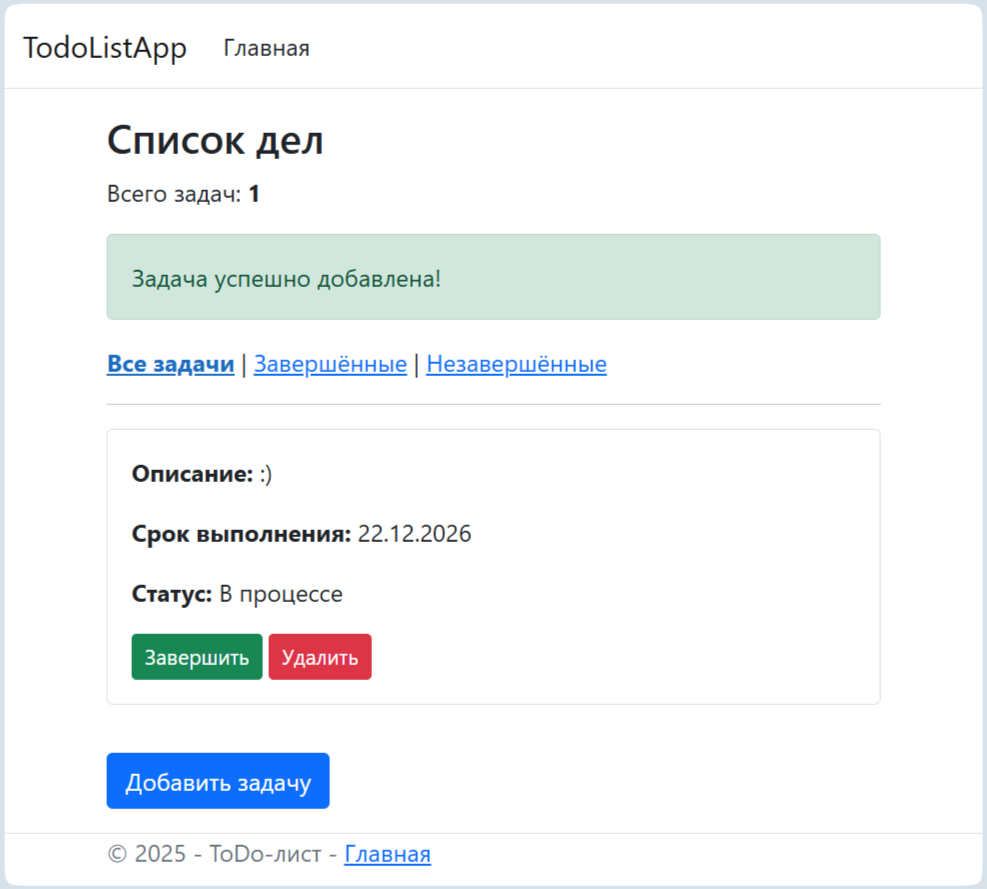 TodoListApp Главная
Список дел
Всего задач: 1
Задача успешно добавлена!
Все задачи | Завершённые | Незавершённые
Описание: :)
Срок выполнения: 22.12.2026
Статус: В процессе
Завершить Удалить
Добавить задачу
© 2025 - ToDo-лист - Главная